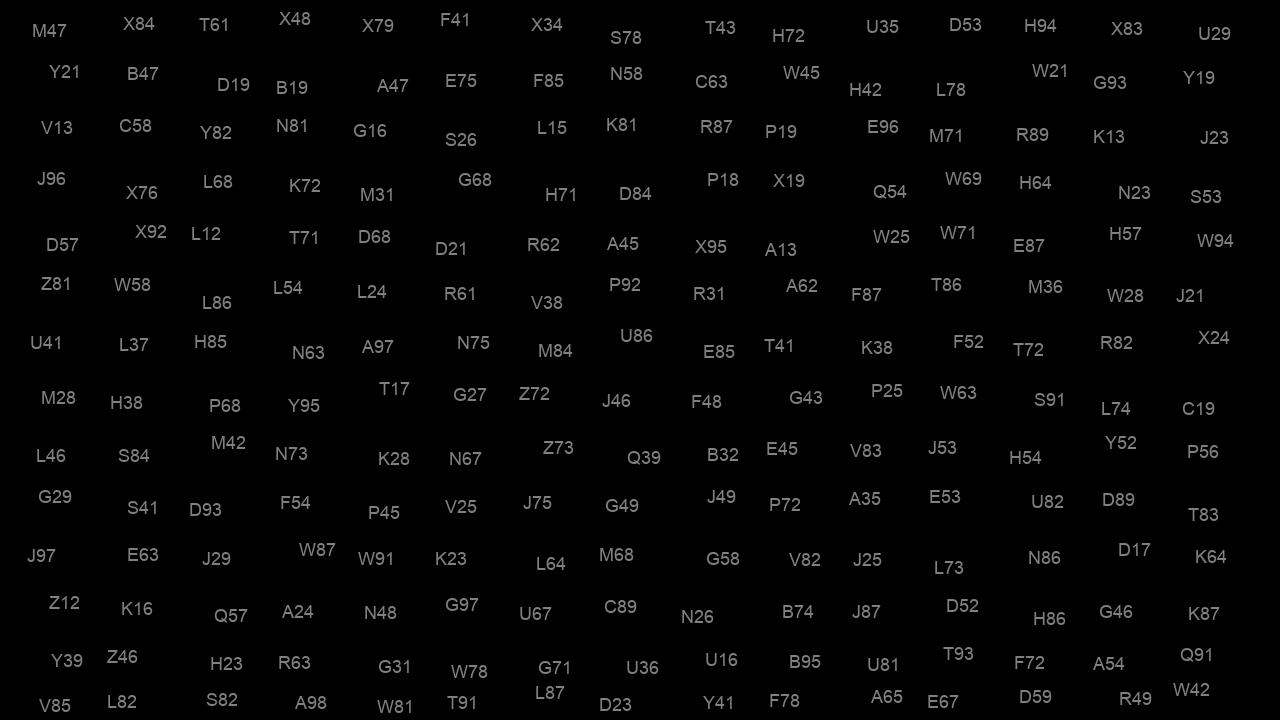 M47 X84 T61 X48 X79 F41 X34 S78 T43 H72 U35 D53 H94 X83 U29
Y21 B47 D19 B19 A47 E75 F85 N58 C63 W45 H42 L78 W21 G93 Y19
V13 C58 Y82 N81 G16 S26 L15 K81 R87 P19 E96 M71 R89 K13 J23
J96 X76 L68 K72 M31 G68 H71 D84 P18 X19 Q54 W69 H64 N23 S53
D57 X92 L12 T71 D68 D21 R62 A45 X95 A13 W25 W71 E87 H57 W94
Z81 W58 L86 L54 L24 R61 V38 P92 R31 A62 F87 T86 M36 W28 J21
U41 L37 H85 N63 A97 N75 M84 U86 E85 T41 K38 F52 T72 R82 X24
M28 H38 P68 Y95 T17 G27 Z72 J46 F48 G43 P25 W63 S91 L74 C19
L46 S84 M42 N73 K28 N67 Z73 Q39 B32 E45 V83 J53 H54 Y52 P56
G29 S41 D93 F54 P45 V25 J75 G49 J49 P72 A35 E53 U82 D89 T83
J97 E63 J29 W87 W91 K23 L64 M68 G58 V82 J25 L73 N86 D17 K64
Z12 K16 Q57 A24 N48 G97 U67 C89 N26 B74 J87 D52 H86 G46 K87
Y39 Z46 H23 R63 G31 W78 G71 U36 U16 B95 U81 T93 F72 A54 Q91
V85 L82 S82 A98 W81 T91 L87 D23 Y41 F78 A65 E67 D59 R49 W42